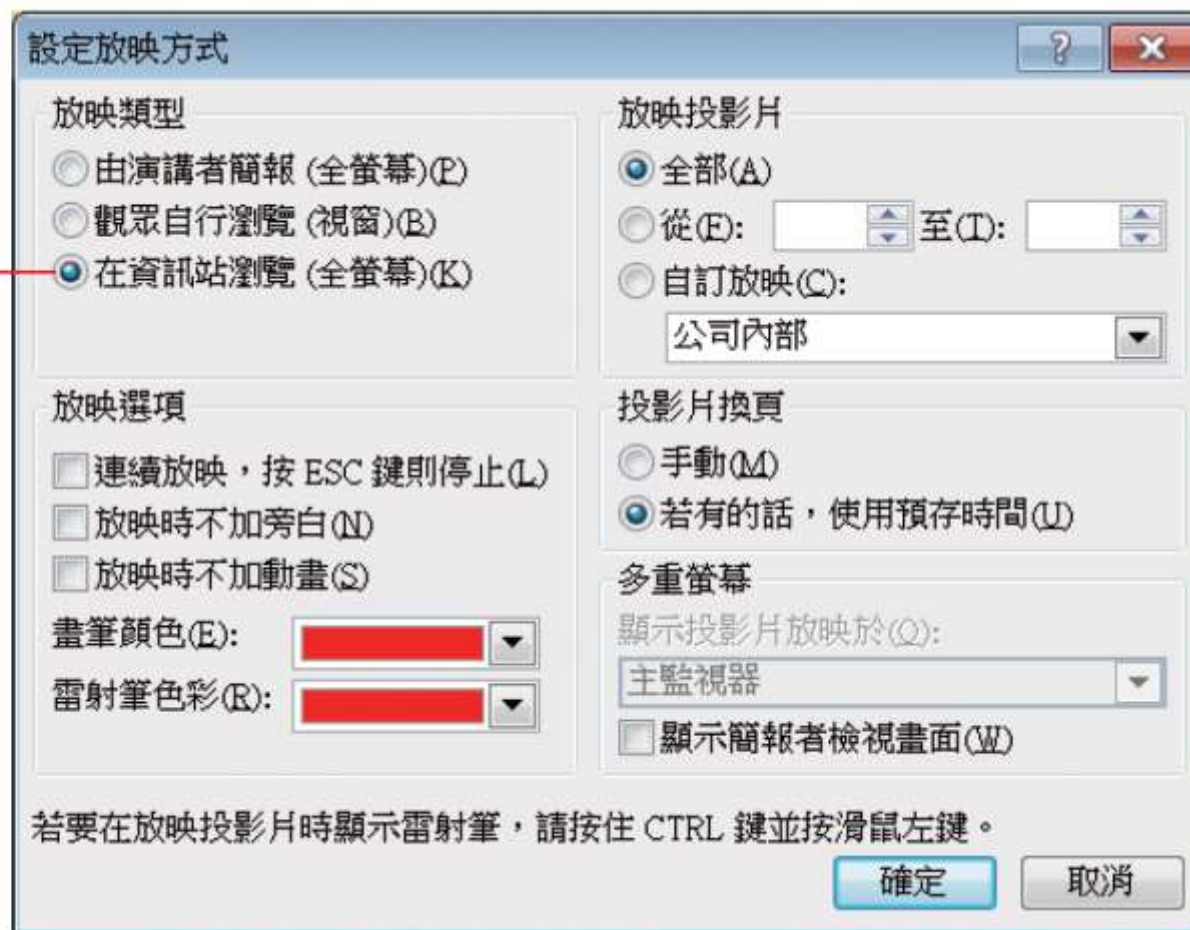 設定放映方式
放映類型
由演講者簡報 (全螢幕)(P)
觀眾自行瀏覽 (視窗)(B)
在資訊站瀏覽 (全螢幕)(K)
放映選項
連續放映，按 ESC 鍵則停止(L)
放映時不加旁白(N)
放映時不加動畫(S)
畫筆顏色(E):
雷射筆色彩(R):
放映投影片
全部(A)
從(F): 至(T):
自訂放映(C):
公司內部
投影片換頁
手動(M)
若有的話，使用預存時間(U)
多重螢幕
顯示投影片放映於(O):
主監視器
顯示簡報者檢視畫面(W)
若要在放映投影片時顯示雷射筆，請按住 CTRL 鍵並按滑鼠左鍵。
確定 取消